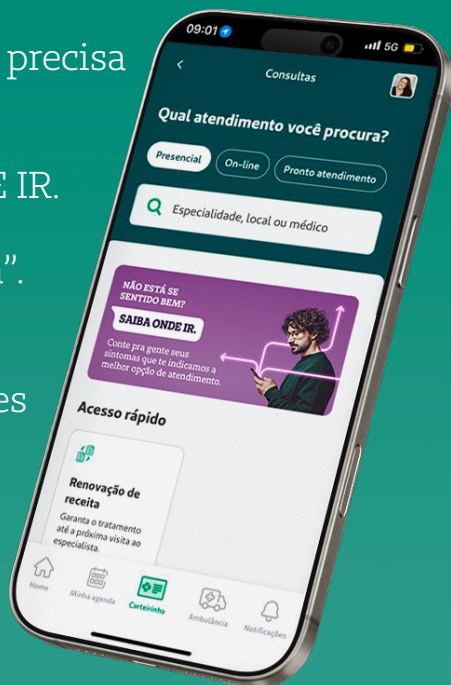 precisa
E IR.
”.
es
09:01
5G
Consultas
Qual atendimento você procura?
Presencial
On-line
Pronto atendimento
Especialidade, local ou médico
NÃO ESTÁ SE
SENTIDO BEM?
SAIBA ONDE IR.
Conte pra gente seus
sintomas que te indicamos a
melhor opção de atendimento.
Acesso rápido
Renovação de
receita
Garanta o tratamento
até a próxima visita ao
especialista.
Home
Minha agenda
Carteirinha
Ambulância
Notificações